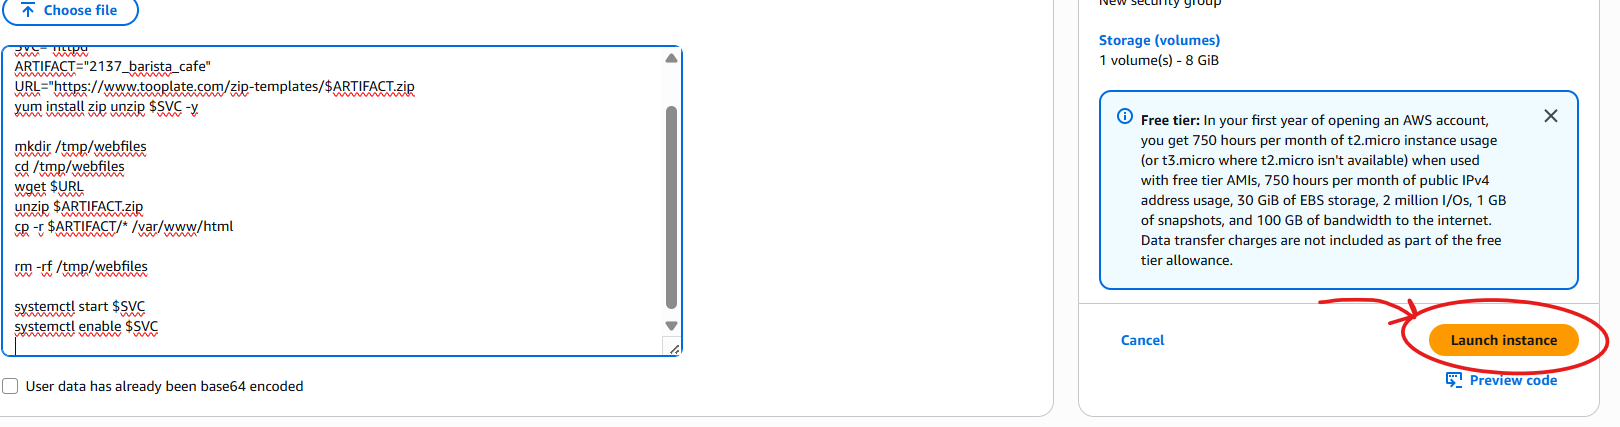 Choose file
SVC="httpd
ARTIFACT="2137_barista_cafe"
URL="https://www.tooplate.com/zip-templates/$ARTIFACT.zip
yum install zip unzip $SVC -y
mkdir /tmp/webfiles
cd /tmp/webfiles
wget $URL
unzip $ARTIFACT.zip
cp -r $ARTIFACT/* /var/www/html
rm -rf /tmp/webfiles
systemctl start $SVC
systemctl enable $SVC
User data has already been base64 encoded
New security group
Storage (volumes)
1 volume(s) - 8 GiB
Free tier: In your first year of opening an AWS account,
you get 750 hours per month of t2.micro instance usage
(or t3.micro where t2.micro isn't available) when used
with free tier AMIs, 750 hours per month of public IPv4
address usage, 30 GiB of EBS storage, 2 million I/Os, 1 GB
of snapshots, and 100 GB of bandwidth to the internet.
Data transfer charges are not included as part of the free
tier allowance.
Cancel
Launch instance
Preview code